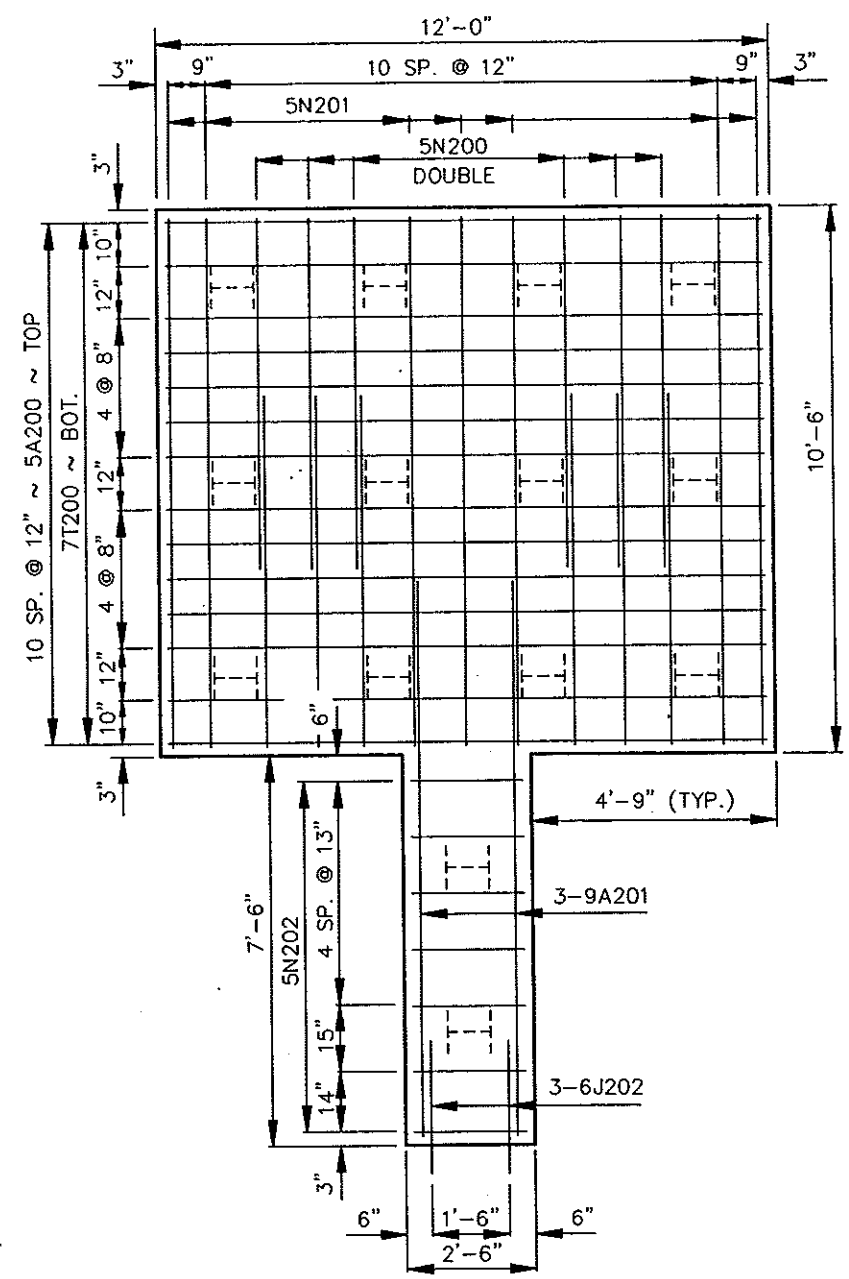 12'-0"
3"
9"
10 SP. @ 12"
9"
3"
5N201
5N200
DOUBLE
3"
10"
12"
4 @ 8"
12"
4 @ 8"
12"
10"
3"
10 SP. @ 12" ~ 5A200 ~ TOP
7T200 ~ BOT.
10'-6"
6"
4'-9" (TYP.)
7'-6"
5N202
4 SP. @ 13"
15"
14"
3"
3-9A201
3-6J202
6"
1'-6"
6"
2'-6"